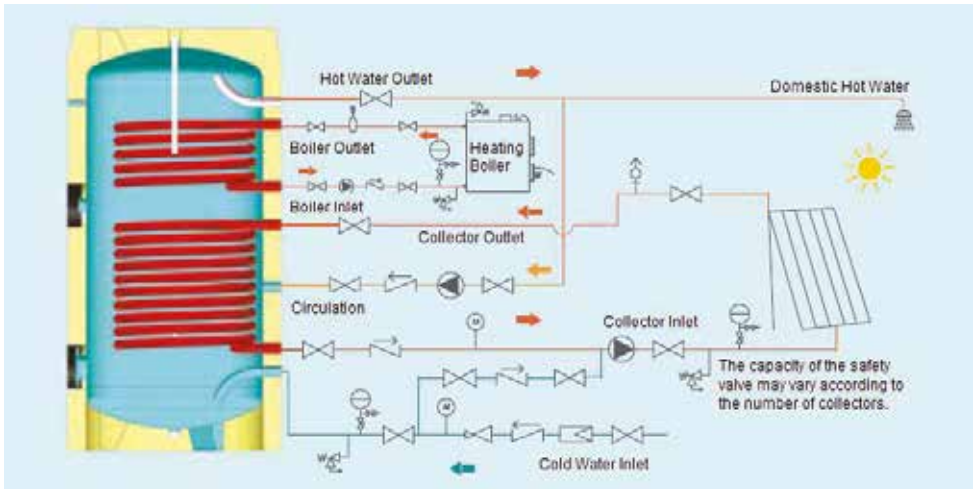 Hot Water Outlet
Domestic Hot Water
Boiler Outlet
Heating
Boiler
Boiler Inlet
Collector Outlet
Circulation
Collector Inlet
The capacity of the safety
valve may vary according to
the number of collectors.
Cold Water Inlet